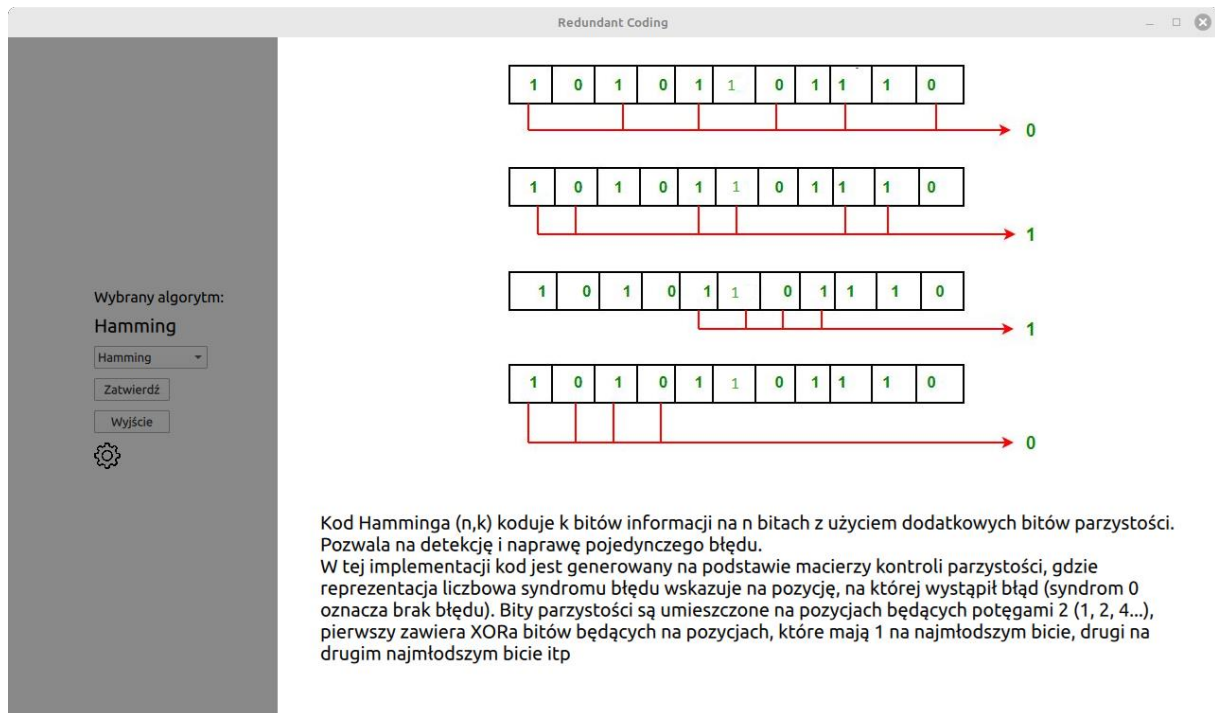 Redundant Coding
1 0 1 0 1 1 0 1 1 1 0
0
1 0 1 0 1 1 0 1 1 1 0
1
1 0 1 0 1 1 0 1 1 1 0
1
1 0 1 0 1 1 0 1 1 1 0
0
Wybrany algorytm:
Hamming
Hamming
Zatwierdź
Wyjście
Kod Hamminga (n,k) koduje k bitów informacji na n bitach z użyciem dodatkowych bitów parzystości.
Pozwala na detekcję i naprawę pojedynczego błędu.
W tej implementacji kod jest generowany na podstawie macierzy kontroli parzystości, gdzie
reprezentacja liczbowa syndromu błędu wskazuje na pozycję, na której wystąpił błąd (syndrom 0
oznacza brak błędu). Bity parzystości są umieszczone na pozycjach będących potęgami 2 (1, 2, 4...),
pierwszy zawiera XORa bitów będących na pozycjach, które mają 1 na najmłodszym bicie, drugi na
drugim najmłodszym bicie itp